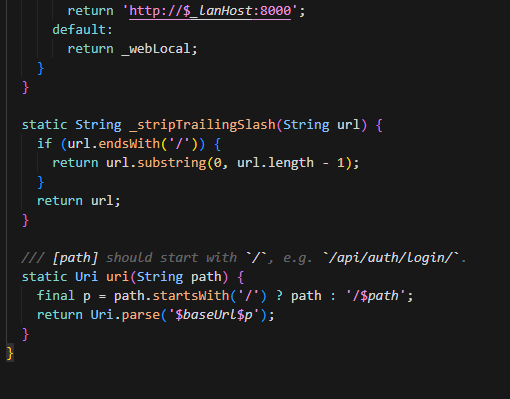 return 'http://$_lanHost:8000';
default:
return _webLocal;
}
}
static String _stripTrailingSlash(String url) {
if (url.endsWith('/')) {
return url.substring(0, url.length - 1);
}
return url;
}
/// [path] should start with `/`, e.g. `/api/auth/login/`.
static Uri uri(String path) {
final p = path.startsWith('/') ? path : '/$path';
return Uri.parse('$baseUrl$p');
}
}